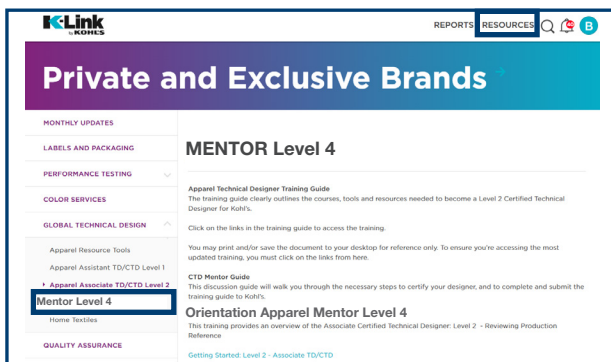 K-Link
by KOHL'S
REPORTS RESOURCES B
Private and Exclusive Brands
MONTHLY UPDATES
LABELS AND PACKAGING
PERFORMANCE TESTING
COLOR SERVICES
GLOBAL TECHNICAL DESIGN
Apparel Resource Tools
Apparel Assistant TD/CTD Level 1
Apparel Associate TD/CTD Level 2
Mentor Level 4
Home Textiles
QUALITY ASSURANCE
MENTOR Level 4
Apparel Technical Designer Training Guide
The training guide clearly outlines the courses, tools and resources needed to become a Level 2 Certified Technical
Designer for Kohl's.
Click on the links in the training guide to access the training.
You may print and/or save the document to your desktop for reference only. To ensure you're accessing the most
updated training, you must click on the links from here.
CTD Mentor Guide
This discussion guide will walk you through the necessary steps to certify your designer, and to complete and submit the
training guide to Kohl's.
Orientation Apparel Mentor Level 4
This training provides an overview of the Associate Certified Technical Designer: Level 2 - Reviewing Production
Reference
Getting Started: Level 2 - Associate TD/CTD